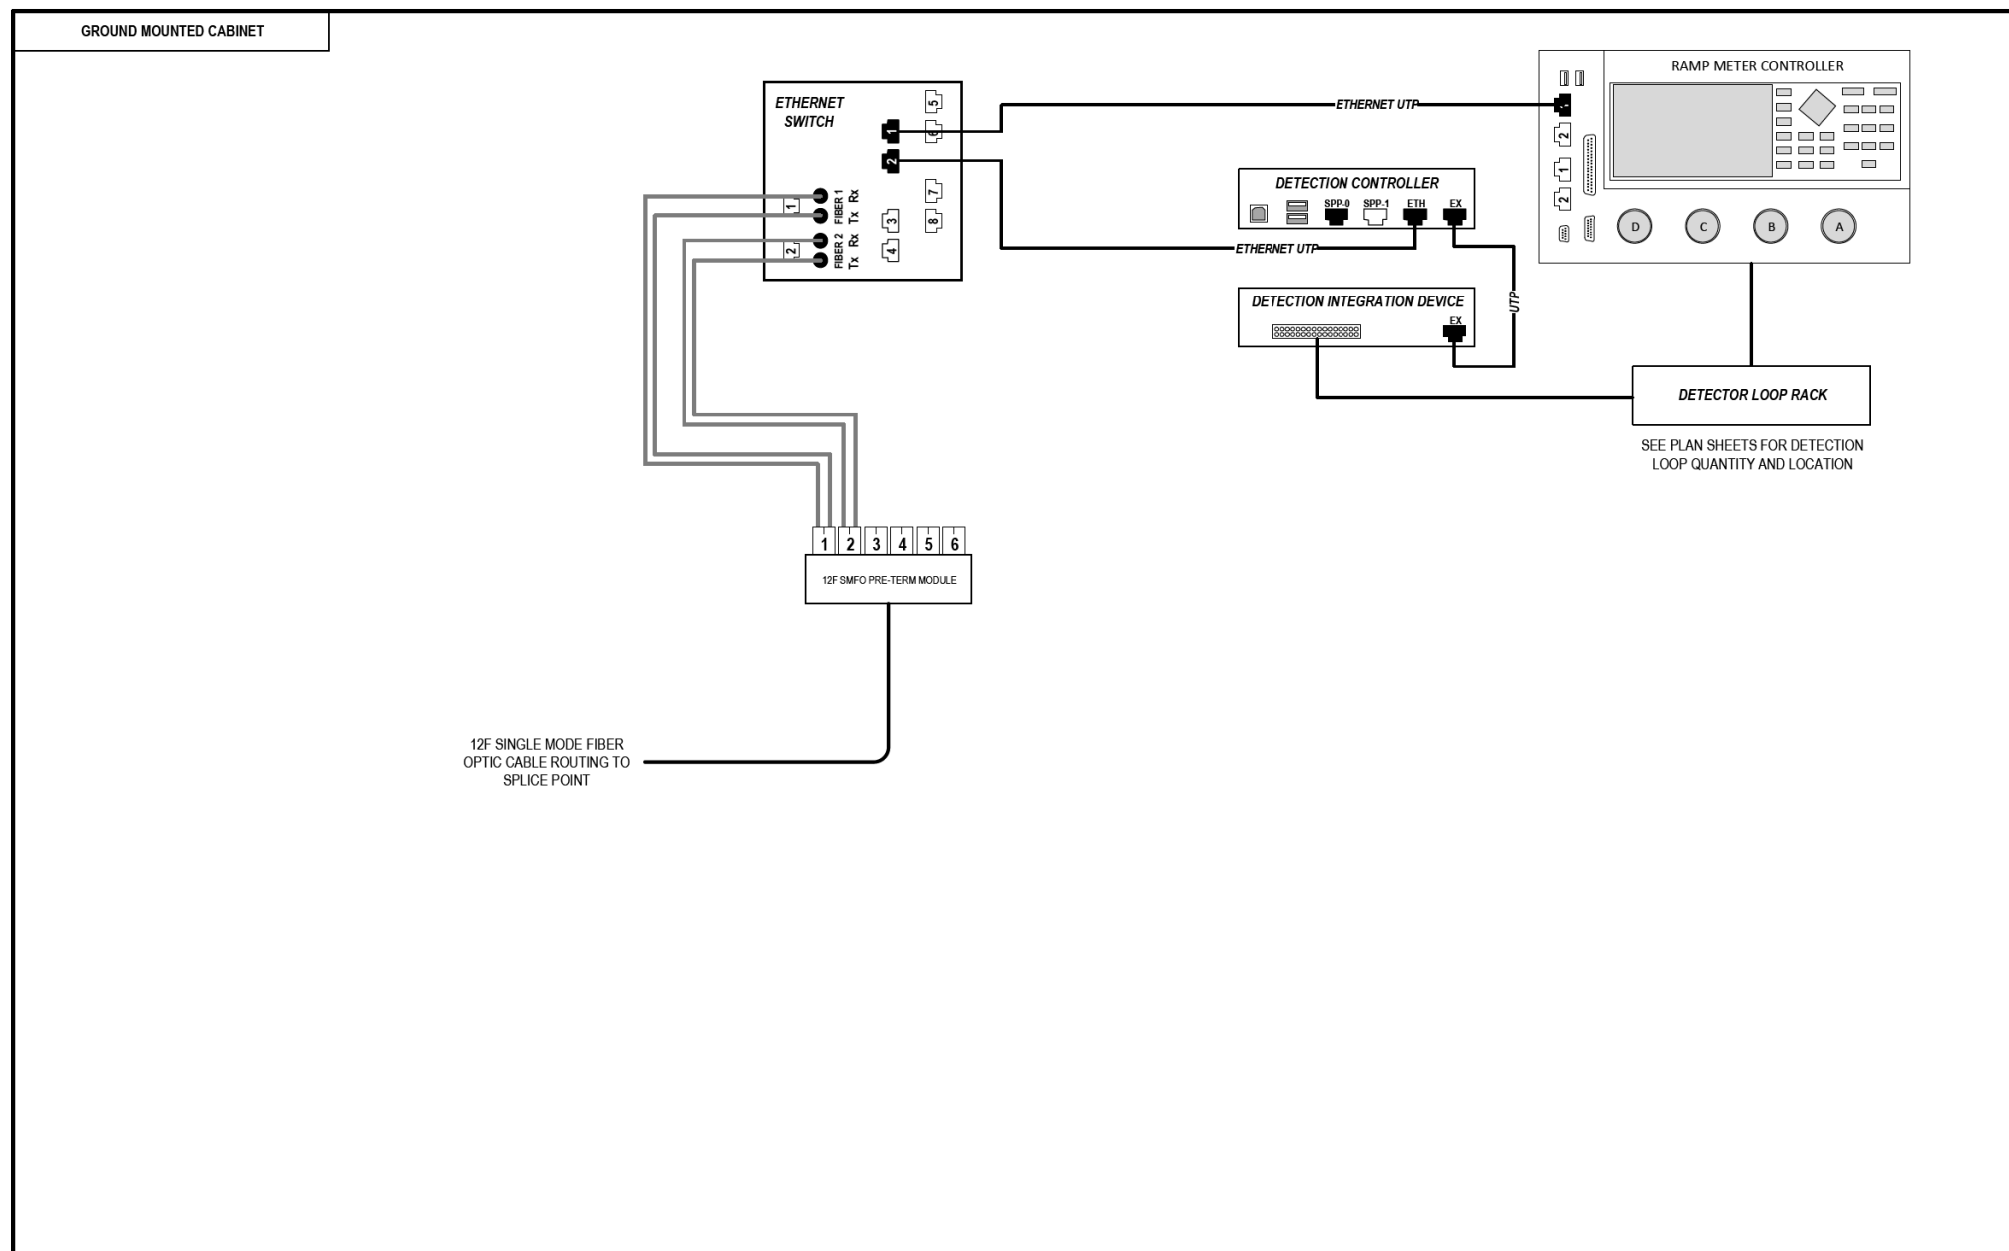 GROUND MOUNTED CABINET
ETHERNET
SWITCH
5
1
6
2
7
3
8
4
1
FIBER 1
Rx
Tx
2
FIBER 2
Rx
Tx
ETHERNET UTP
RAMP METER CONTROLLER
1
2
1
2
D
C
B
A
DETECTION CONTROLLER
SPP-0
SPP-1
ETH
EX
ETHERNET UTP
UTP
DETECTION INTEGRATION DEVICE
EX
DETECTOR LOOP RACK
SEE PLAN SHEETS FOR DETECTION
LOOP QUANTITY AND LOCATION
1 2 3 4 5 6
12F SMFO PRE-TERM MODULE
12F SINGLE MODE FIBER
OPTIC CABLE ROUTING TO
SPLICE POINT